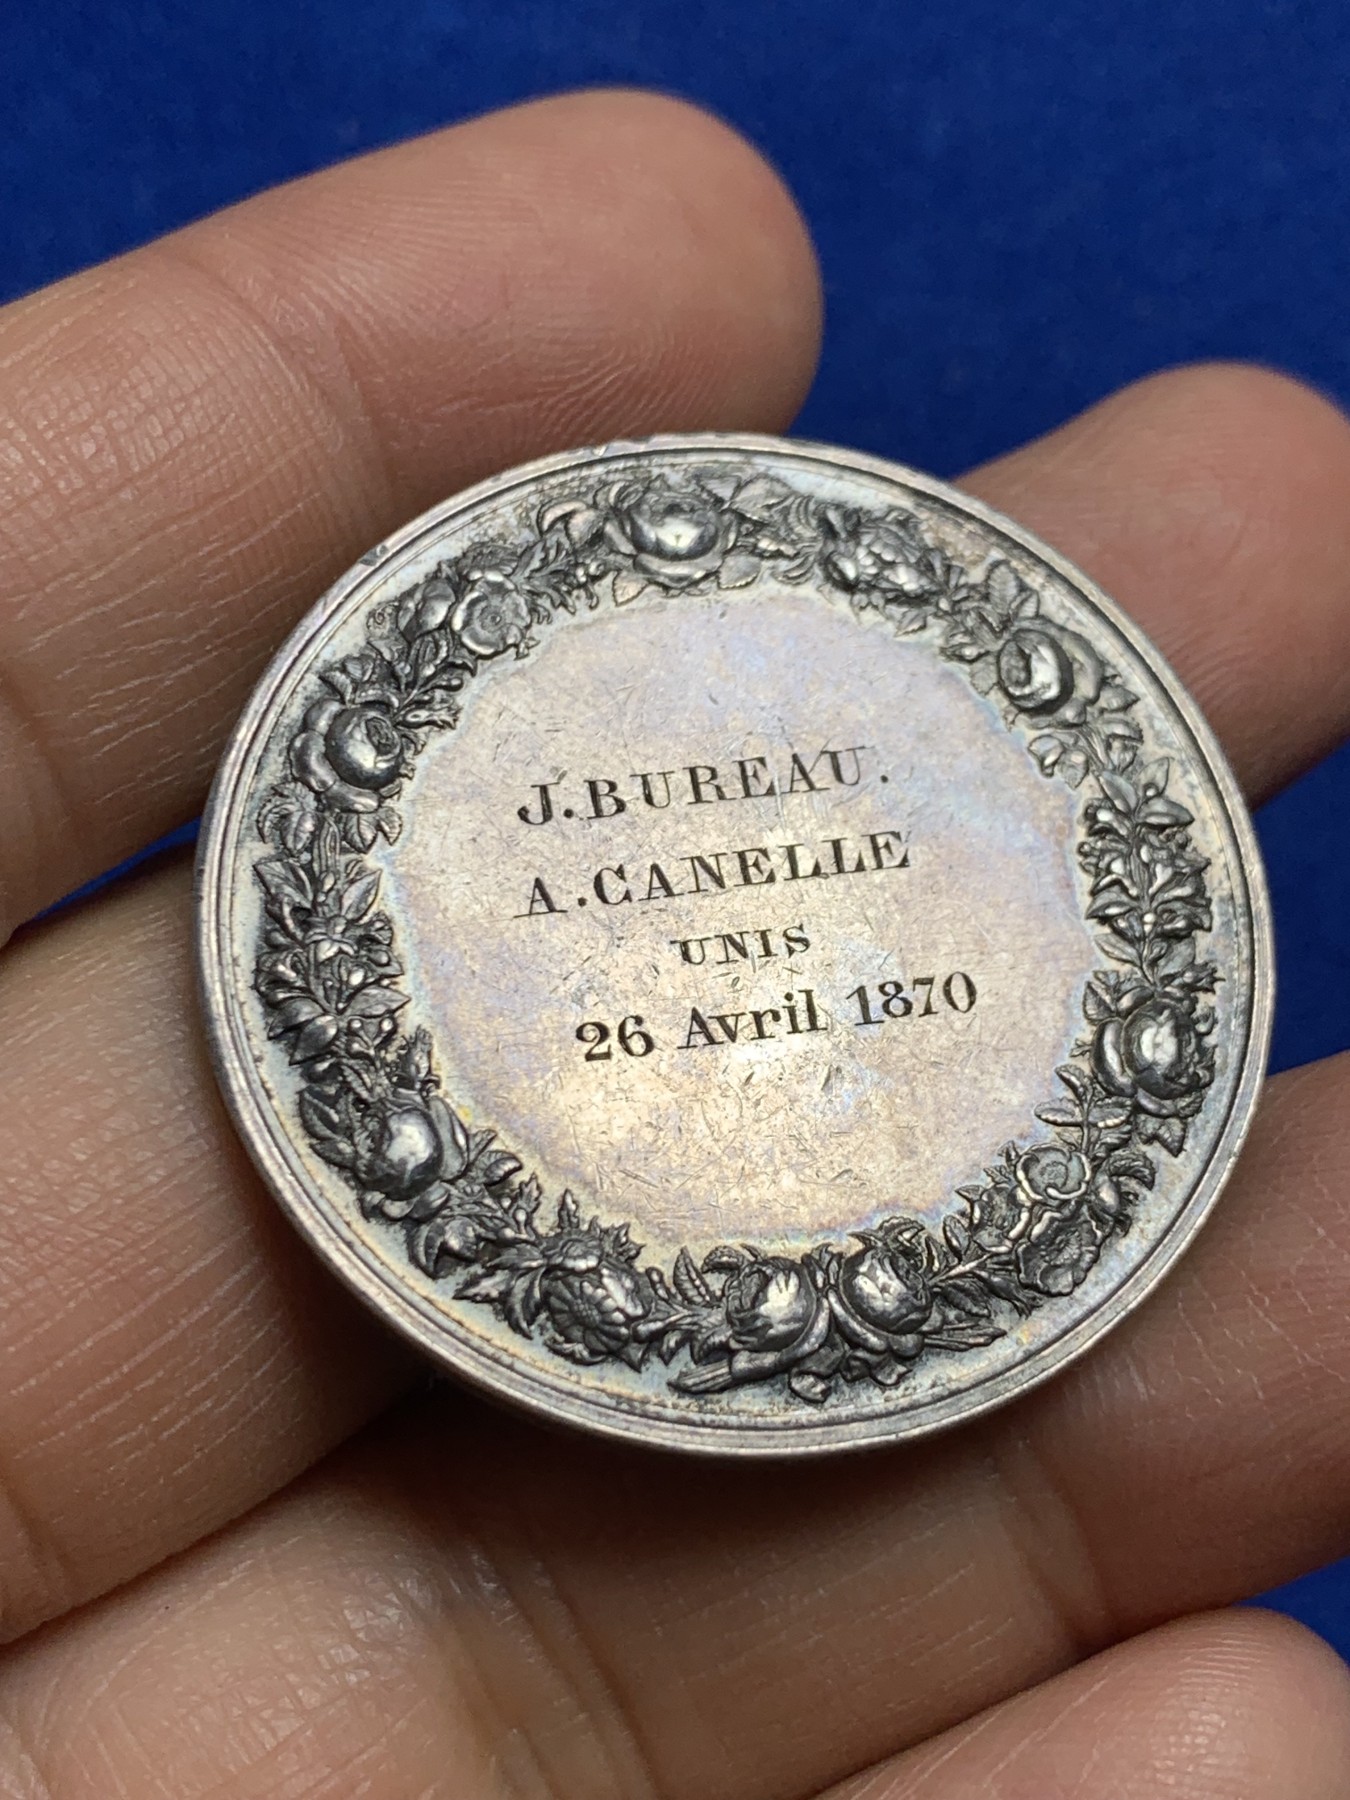 J. BUREAU.
A. CANELLE
UNIS
26 Avril 1870